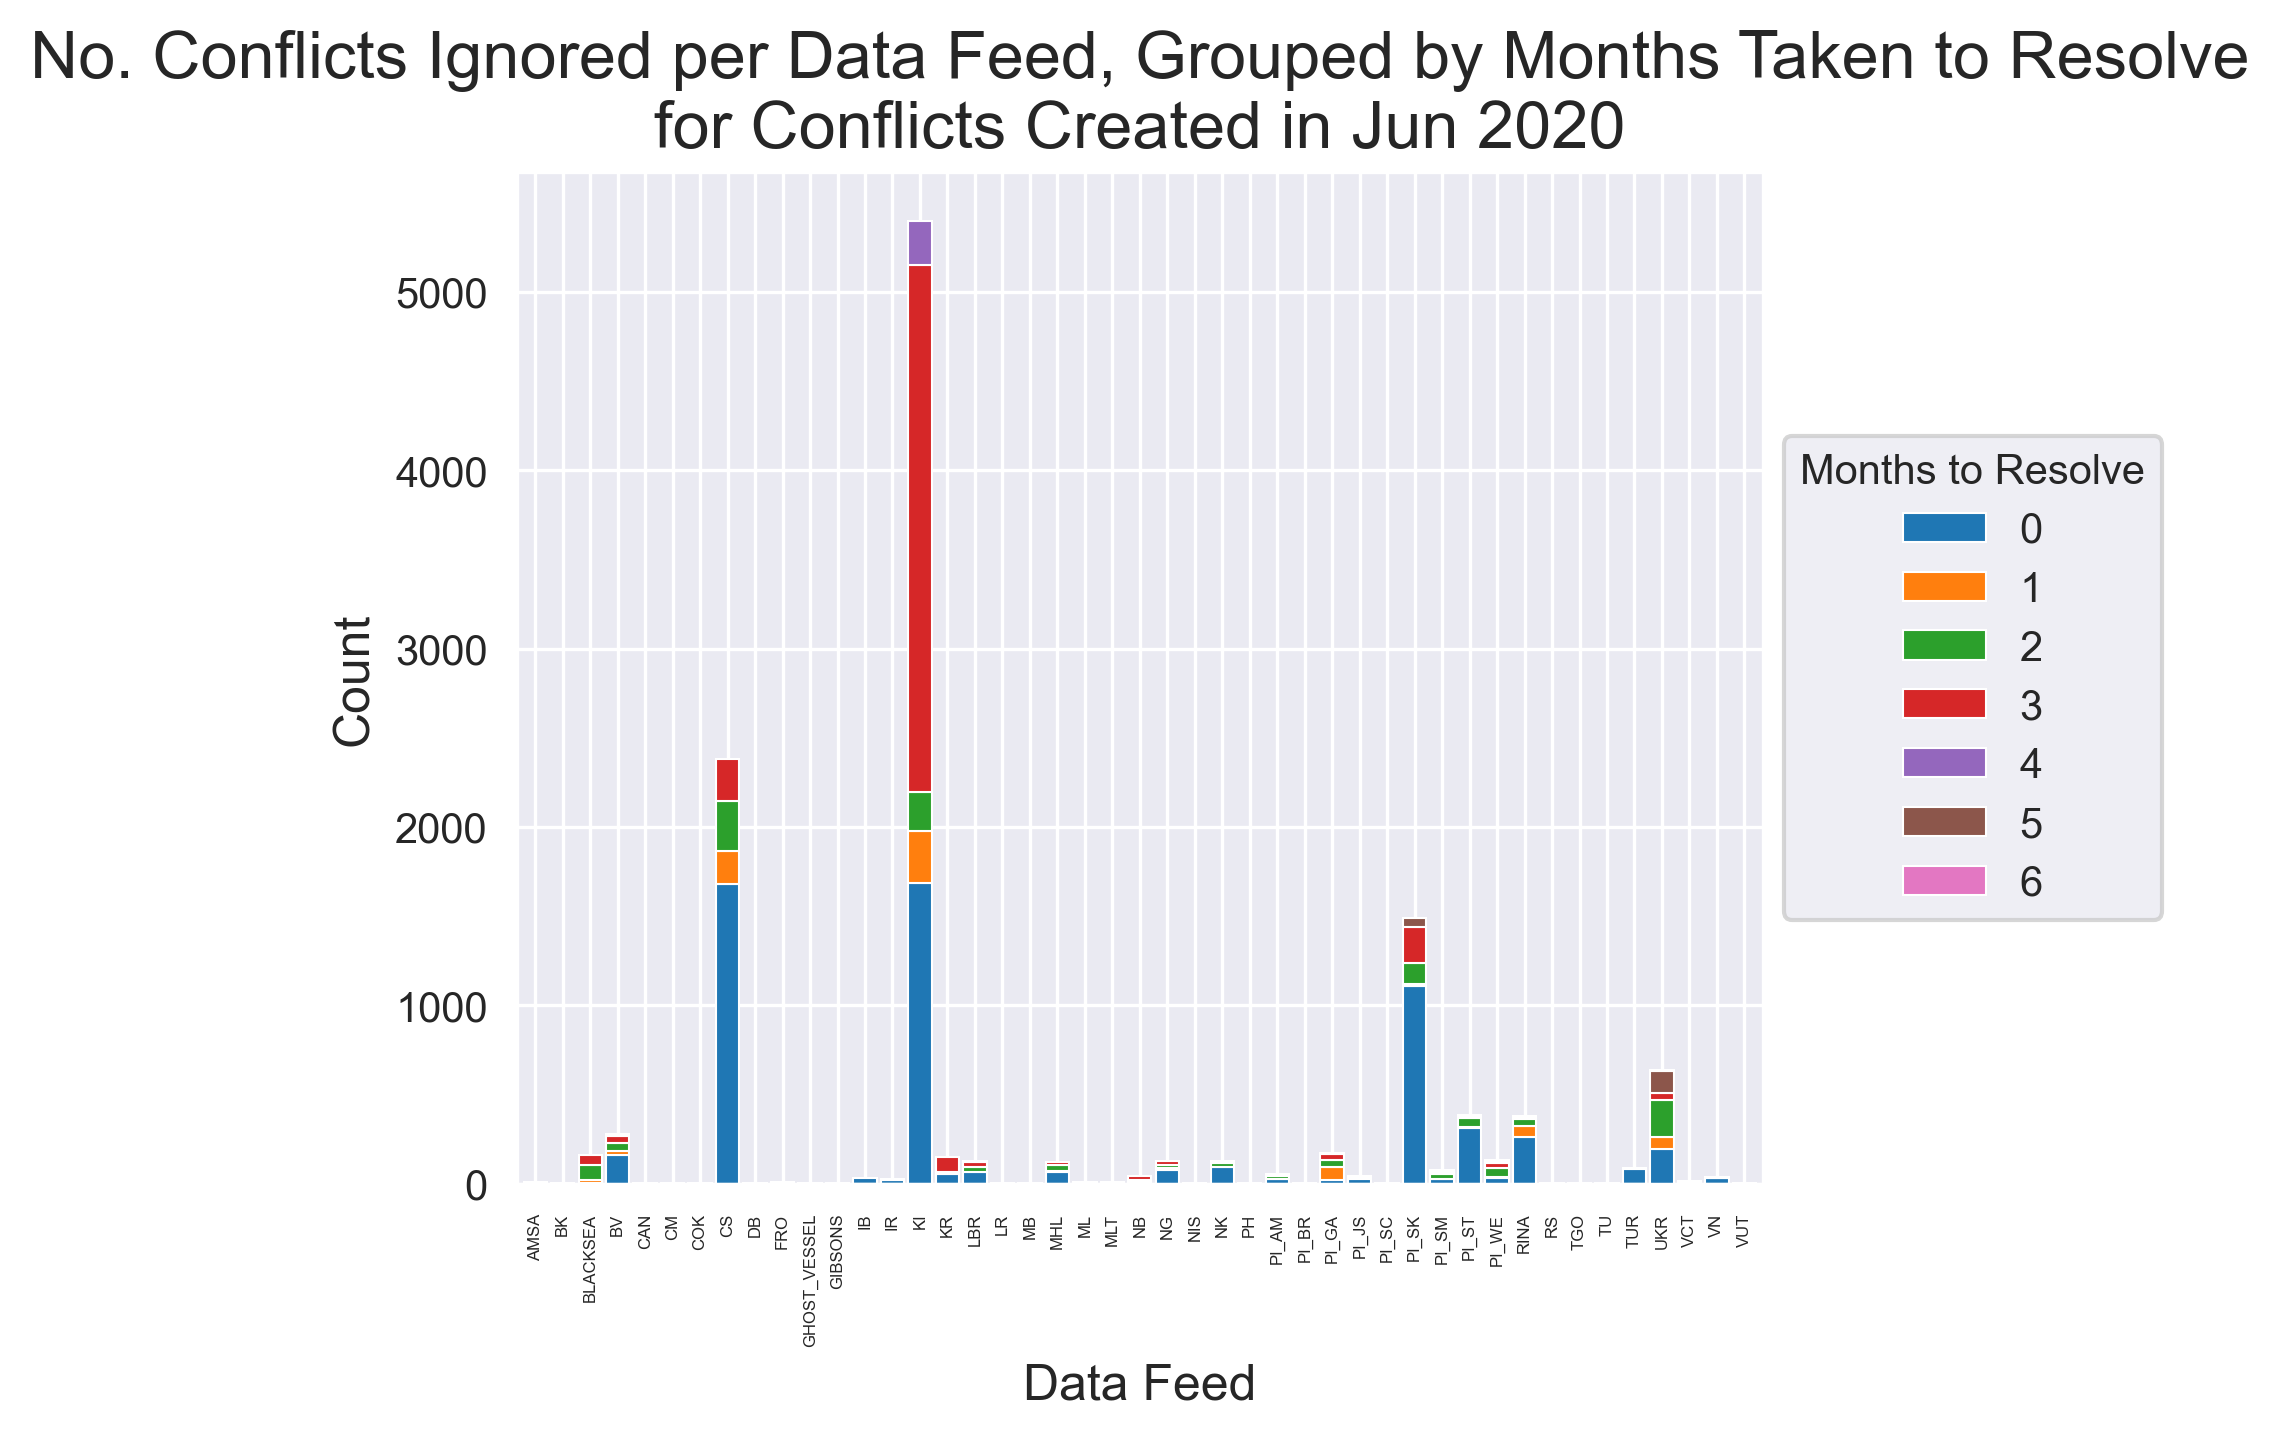 No. Conflicts Ignored per Data Feed, Grouped by Months Taken to Resolve
for Conflicts Created in Jun 2020
Count
5000
4000
3000
2000
1000
0
AMSA
BK
BLACKSEA
BV
CAN
CM
COK
CS
DB
FRO
GHOST_VESSEL
GIBSONS
IB
IR
KI
KR
LBR
LR
MB
MHL
ML
MLT
NB
NG
NIS
NK
PH
PI_AM
PI_BR
PI_GA
PI_JS
PI_SC
PI_SK
PI_SM
PI_ST
PI_WE
RINA
RS
TGO
TU
TUR
UKR
VCT
VN
VUT
Data Feed
Months to Resolve
0
1
2
3
4
5
6